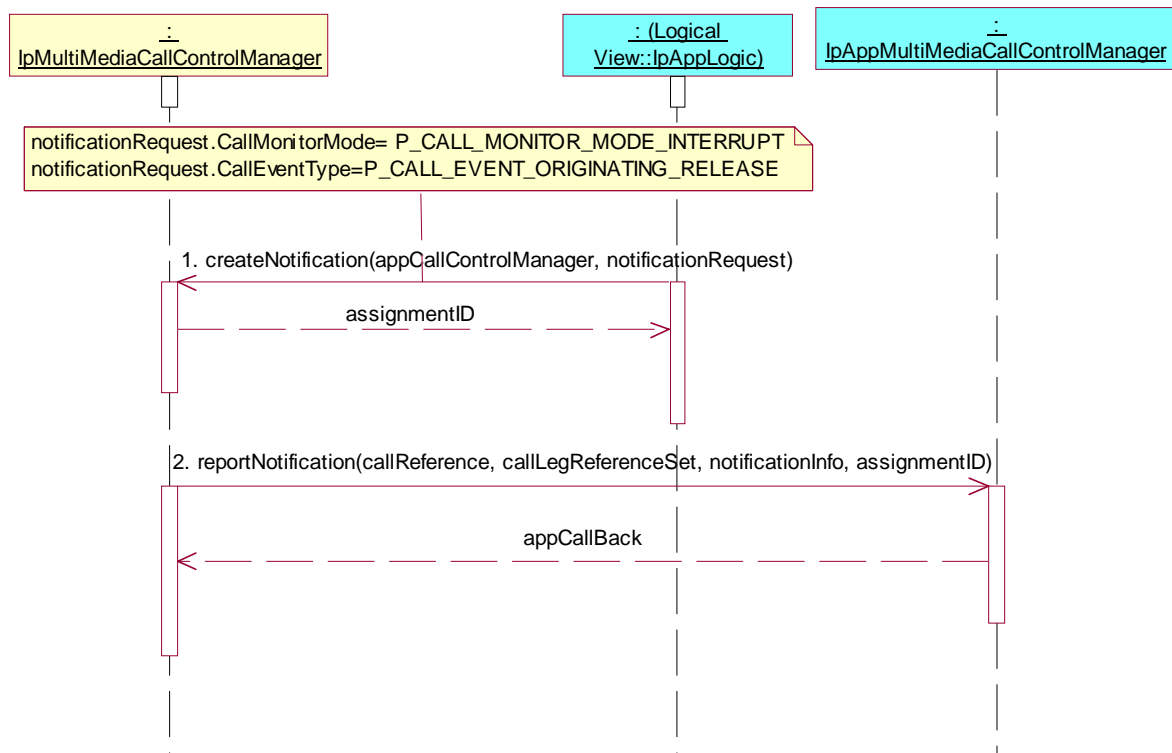 :
IpMultiMediaCallControlManager
: (Logical
View::IpAppLogic)
:
IpAppMultiMediaCallControlManager
notificationRequest.CallMonitorMode= P_CALL_MONITOR_MODE_INTERRUPT
notificationRequest.CallEventType=P_CALL_EVENT_ORIGINATING_RELEASE
1. createNotification(appCallControlManager, notificationRequest)
assignmentID
2. reportNotification(callReference, callLegReferenceSet, notificationInfo, assignmentID)
appCallBack